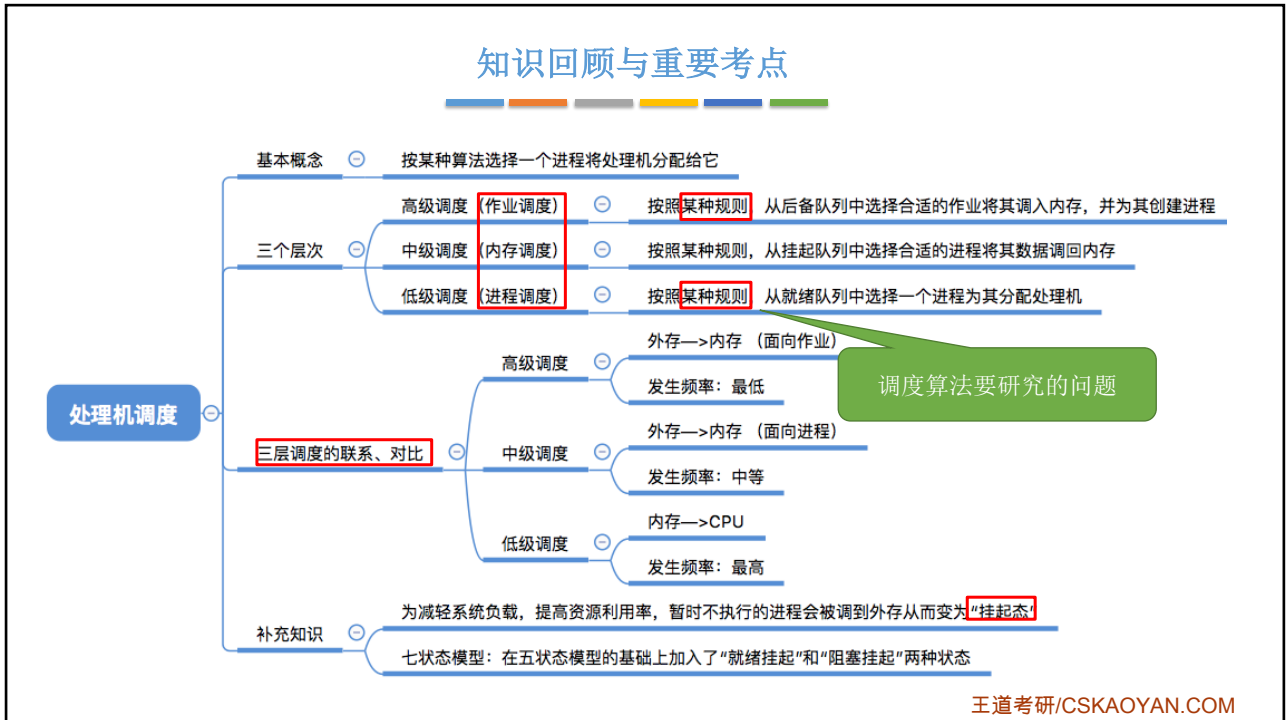 知识回顾与重要考点
基本概念
按某种算法选择一个进程将处理机分配给它
三个层次
高级调度（作业调度）
按照某种规则，从后备队列中选择合适的作业将其调入内存，并为其创建进程
中级调度（内存调度）
按照某种规则，从挂起队列中选择合适的进程将其数据调回内存
低级调度（进程调度）
按照某种规则，从就绪队列中选择一个进程为其分配处理机
调度算法要研究的问题
处理机调度
三层调度的联系、对比
高级调度
外存—>内存 （面向作业）
发生频率：最低
中级调度
外存—>内存 （面向进程）
发生频率：中等
低级调度
内存—>CPU
发生频率：最高
补充知识
为减轻系统负载，提高资源利用率，暂时不执行的进程会被调到外存从而变为“挂起态”
七状态模型：在五状态模型的基础上加入了“就绪挂起”和“阻塞挂起”两种状态
王道考研/CSKAOYAN.COM